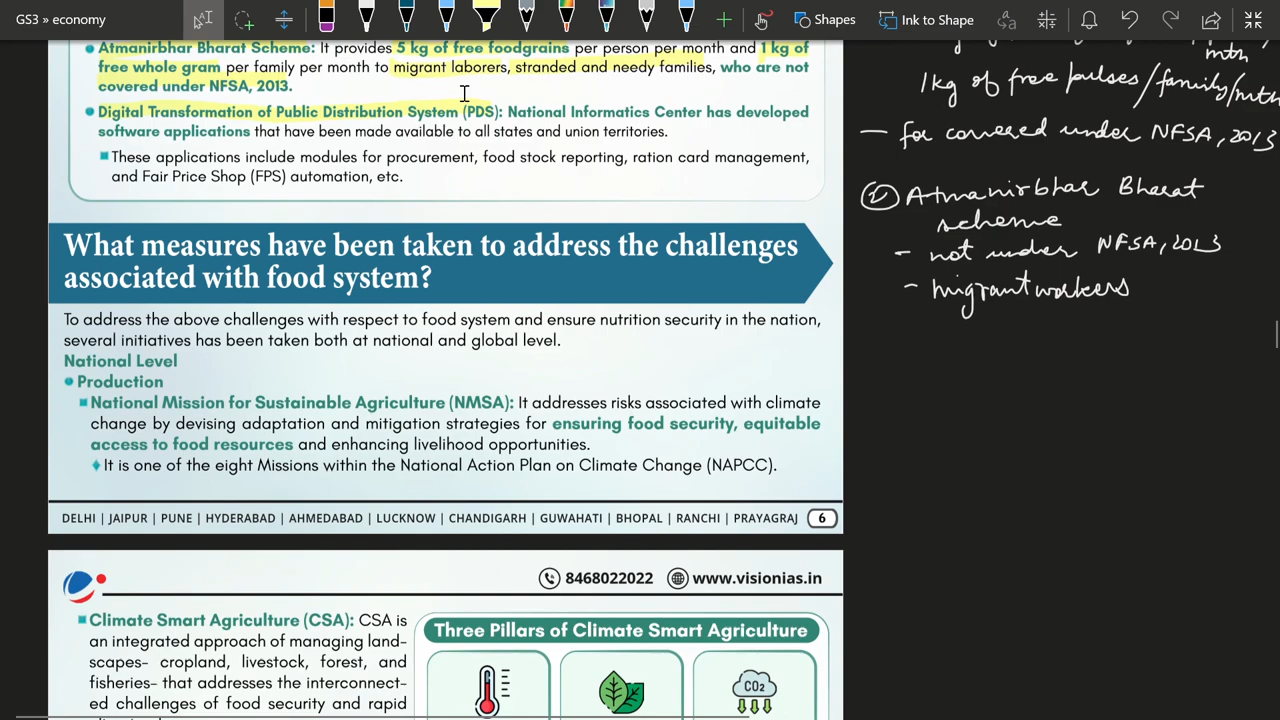 GS3 » economy
Shapes
Ink to Shape
Atmanirbhar Bharat Scheme: It provides 5 kg of free foodgrains per person per month and 1 kg of
free whole gram per family per month to migrant laborers, stranded and needy families, who are not
covered under NFSA, 2013.
Digital Transformation of Public Distribution System (PDS): National Informatics Center has developed
software applications that have been made available to all states and union territories.
These applications include modules for procurement, food stock reporting, ration card management,
and Fair Price Shop (FPS) automation, etc.
What measures have been taken to address the challenges
associated with food system?
To address the above challenges with respect to food system and ensure nutrition security in the nation,
several initiatives has been taken both at national and global level.
National Level
Production
National Mission for Sustainable Agriculture (NMSA): It addresses risks associated with climate
change by devising adaptation and mitigation strategies for ensuring food security, equitable
access to food resources and enhancing livelihood opportunities.
It is one of the eight Missions within the National Action Plan on Climate Change (NAPCC).
DELHI | JAIPUR | PUNE | HYDERABAD | AHMEDABAD | LUCKNOW | CHANDIGARH | GUWAHATI | BHOPAL | RANCHI | PRAYAGRAJ 6
8468022022 www.visionias.in
Climate Smart Agriculture (CSA): CSA is
an integrated approach of managing land-
scapes- cropland, livestock, forest, and
fisheries- that addresses the interconnect-
ed challenges of food security and rapid
Three Pillars of Climate Smart Agriculture
CO2
mth
1kg of free pulses/family/mth
– for covered under NFSA, 2013
② Atmanirbhar Bharat
scheme
- not under NFSA, 2013
- migrant workers